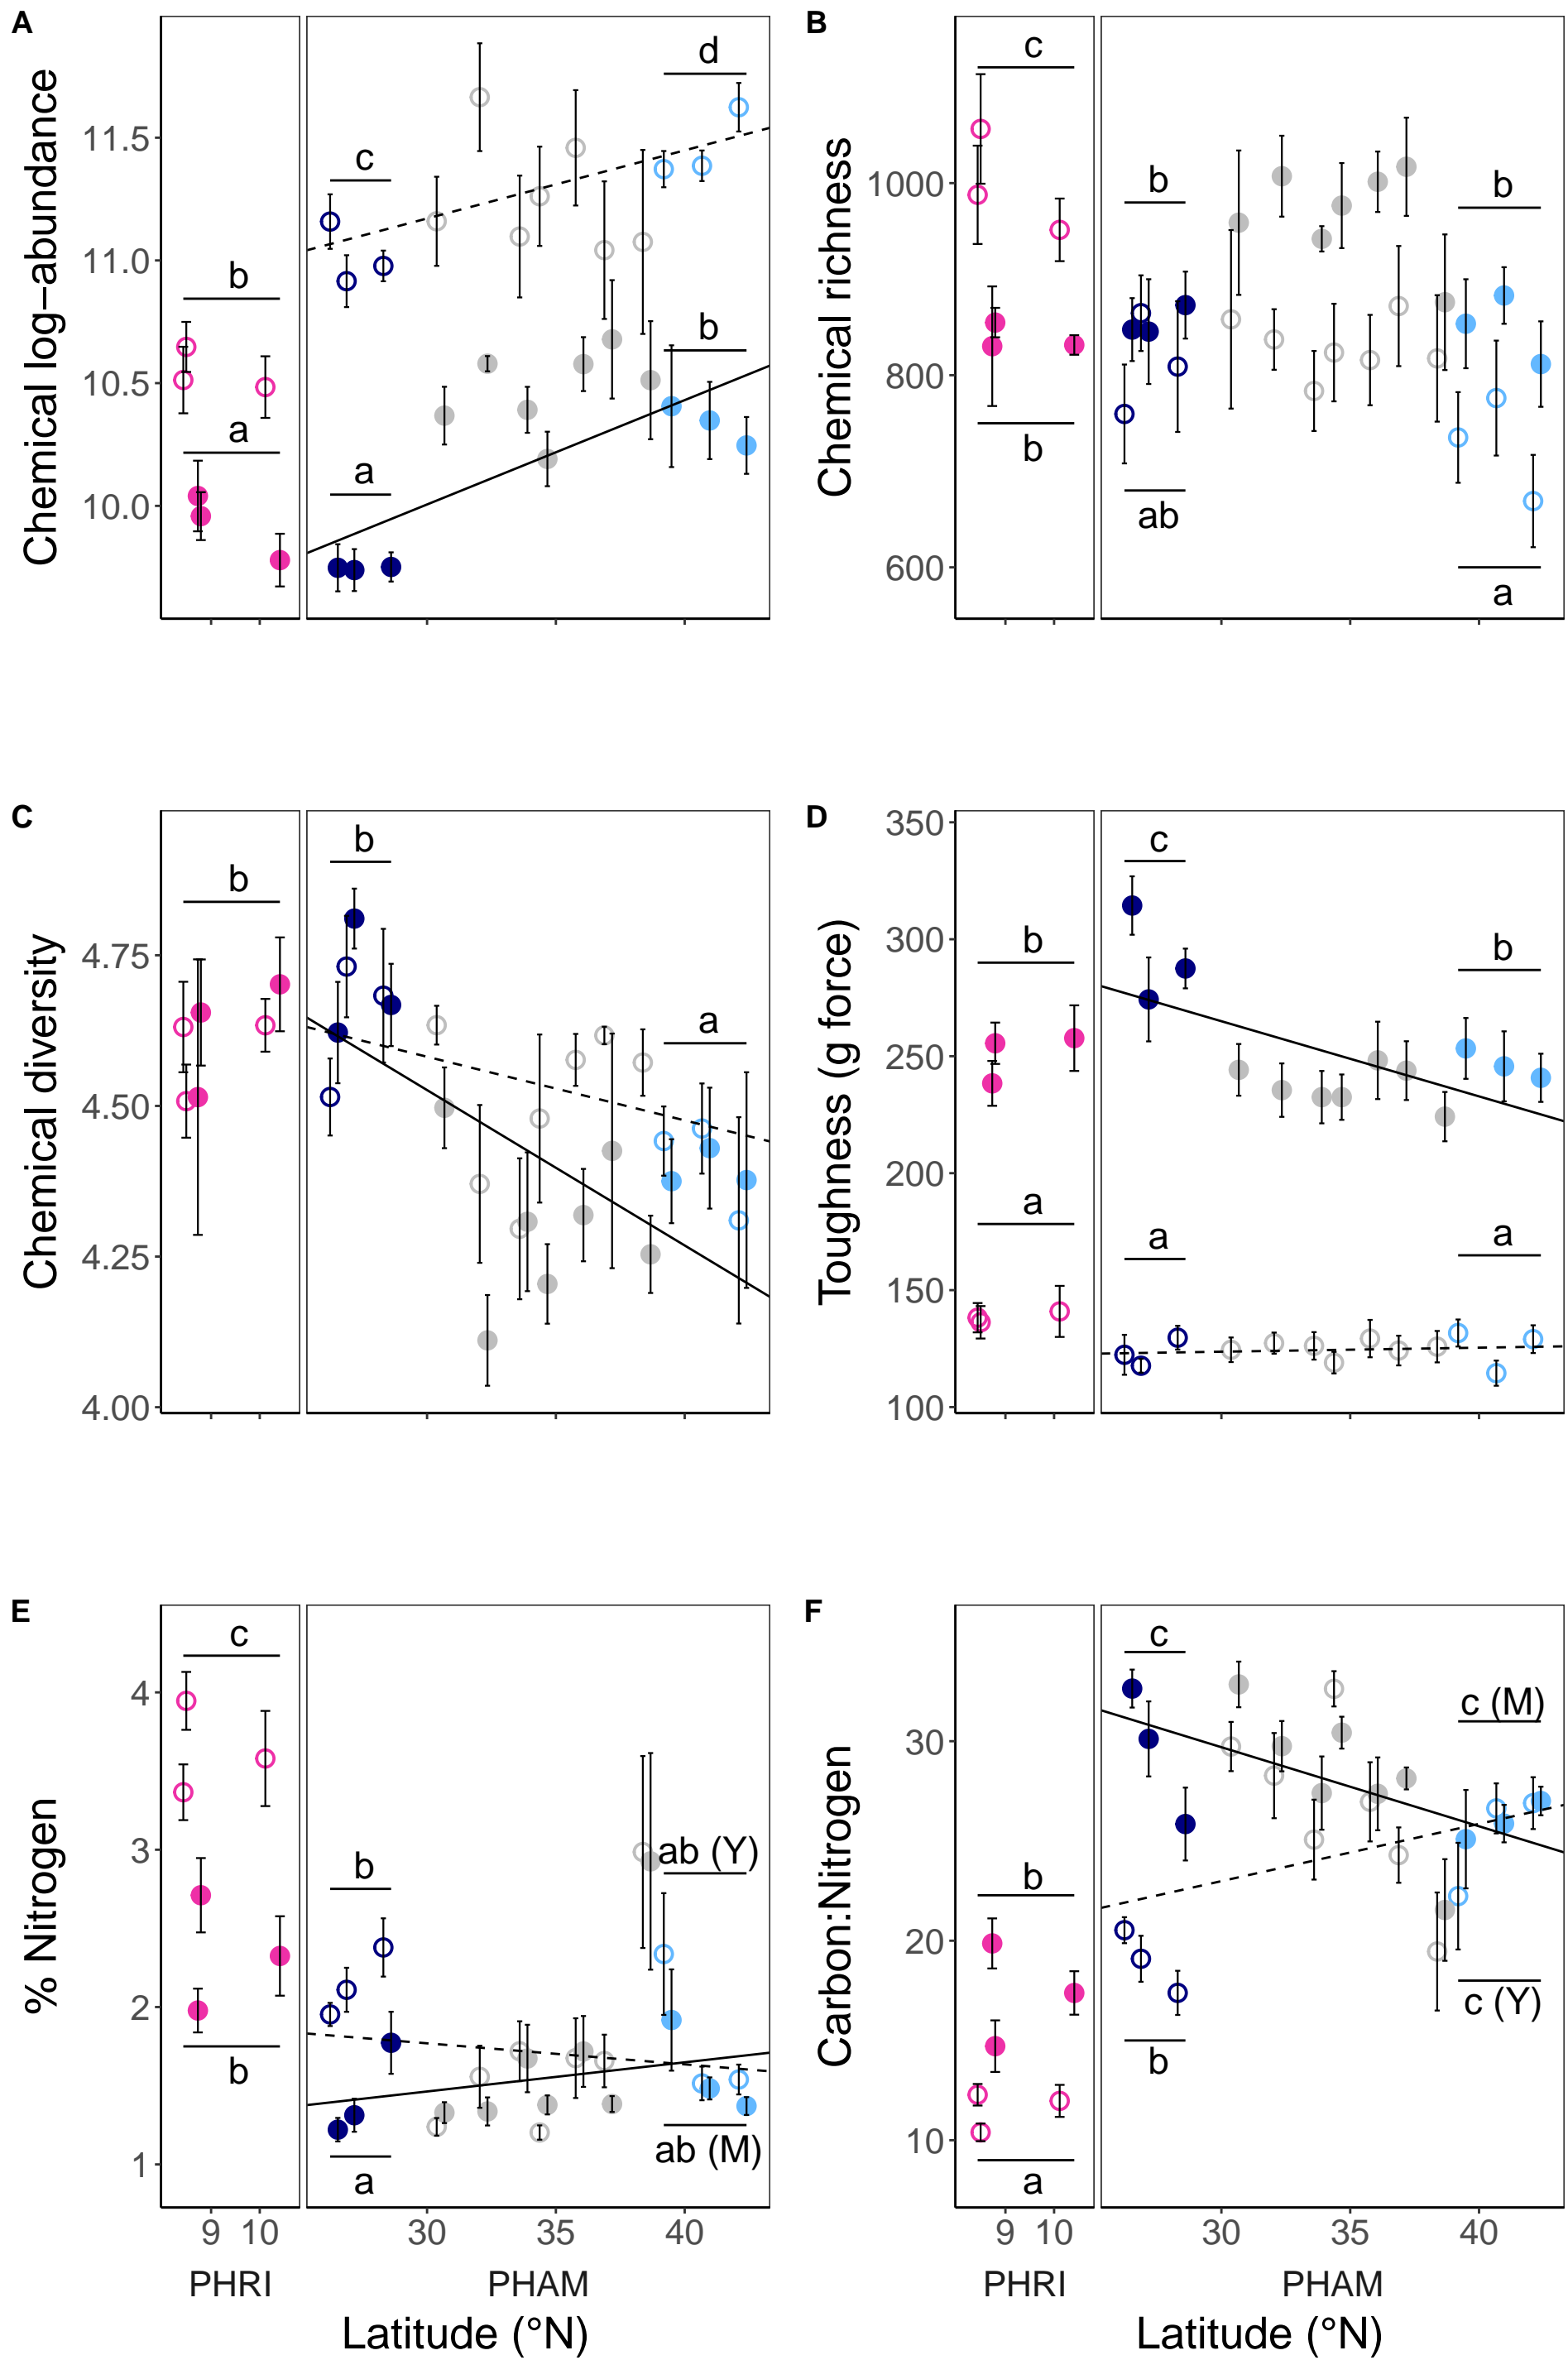 A
Chemical log−abundance
11.5
11.0
10.5
10.0
b
a
c
a
d
b
B
Chemical richness
1000
800
600
c
b
b
ab
b
a
C
Chemical diversity
4.75
4.50
4.25
4.00
b
b
a
D
Toughness (g force)
350
300
250
200
150
100
b
a
c
a
b
a
E
% Nitrogen
4
3
2
1
c
b
b
a
ab (Y)
ab (M)
9 10
30 35 40
PHRI PHAM
Latitude (°N)
F
Carbon:Nitrogen
30
20
10
b
a
c
b
c (M)
c (Y)
9 10
30 35 40
PHRI PHAM
Latitude (°N)